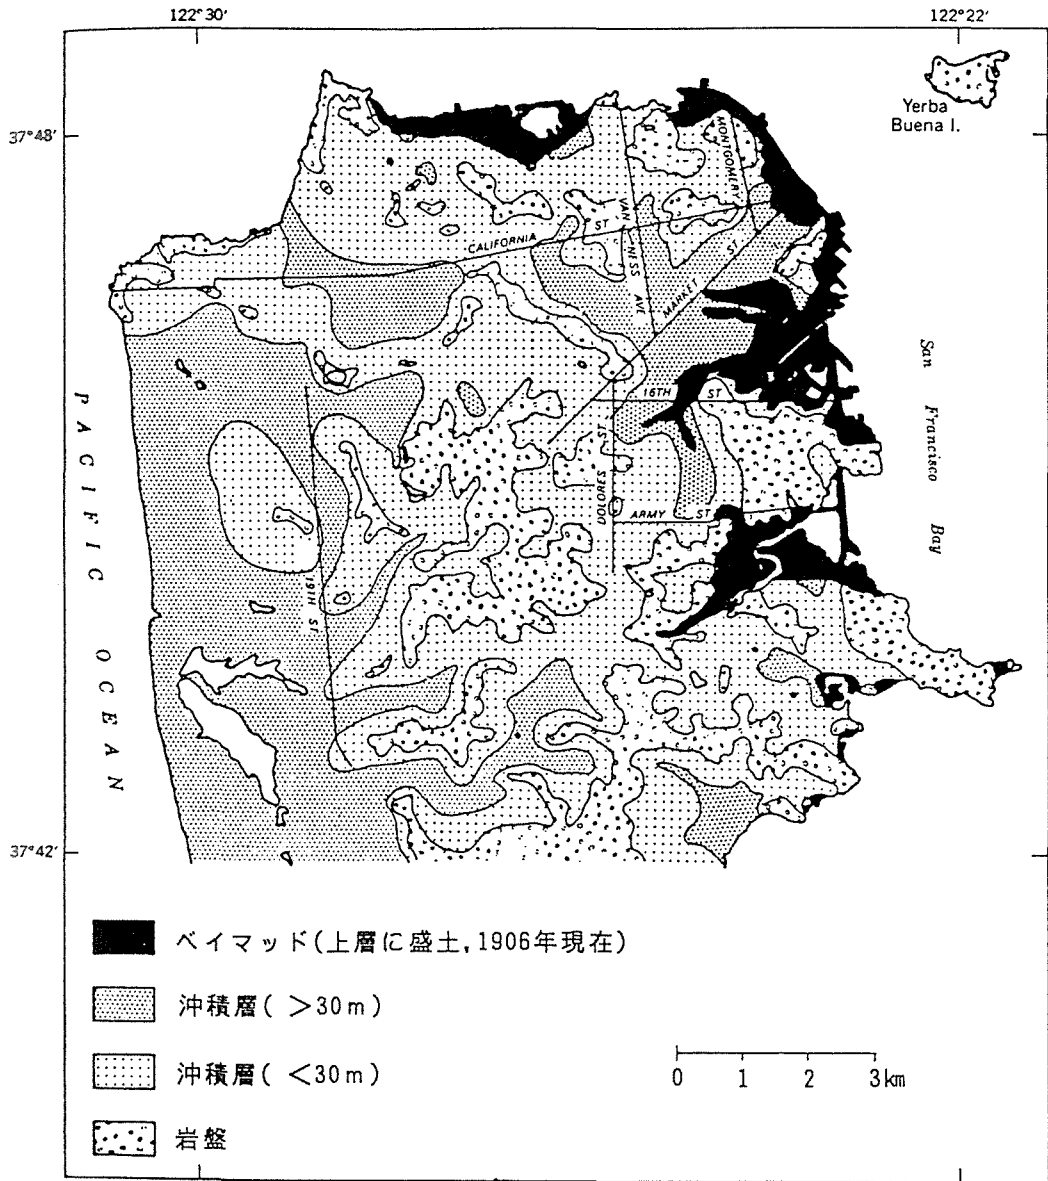 122°30'
122°22'
Yerba
Buena I.
37°48'
MONTGOMERY
VAN NESS AVE
CALIFORNIA ST
MARKET ST
San Francisco Bay
PACIFIC OCEAN
16TH ST
DOLORES ST
ARMY ST
19TH ST
37°42'
ベイマッド(上層に盛土,1906年現在)
沖積層( >30m)
沖積層( <30m)
岩盤
0 1 2 3km